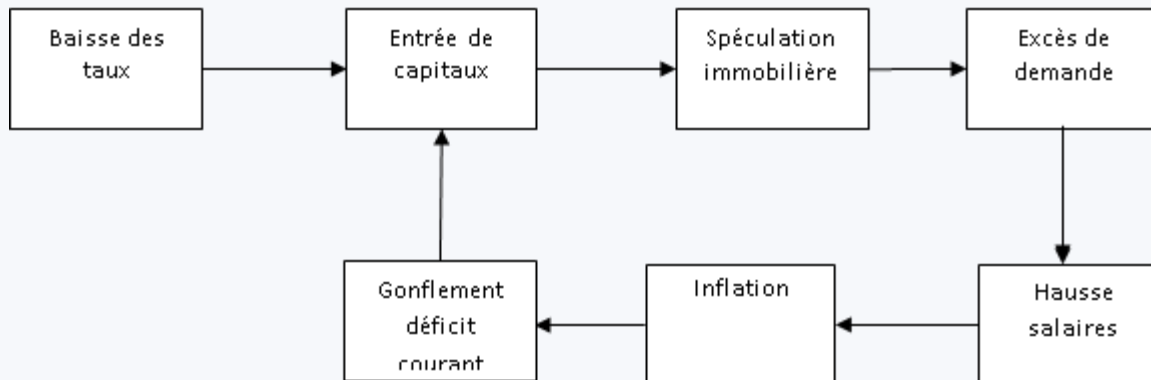 Baisse des
taux
Entrée de
capitaux
Spéculation
immobilière
Excès de
demande
Gonflement
déficit
courant
Inflation
Hausse
salaires